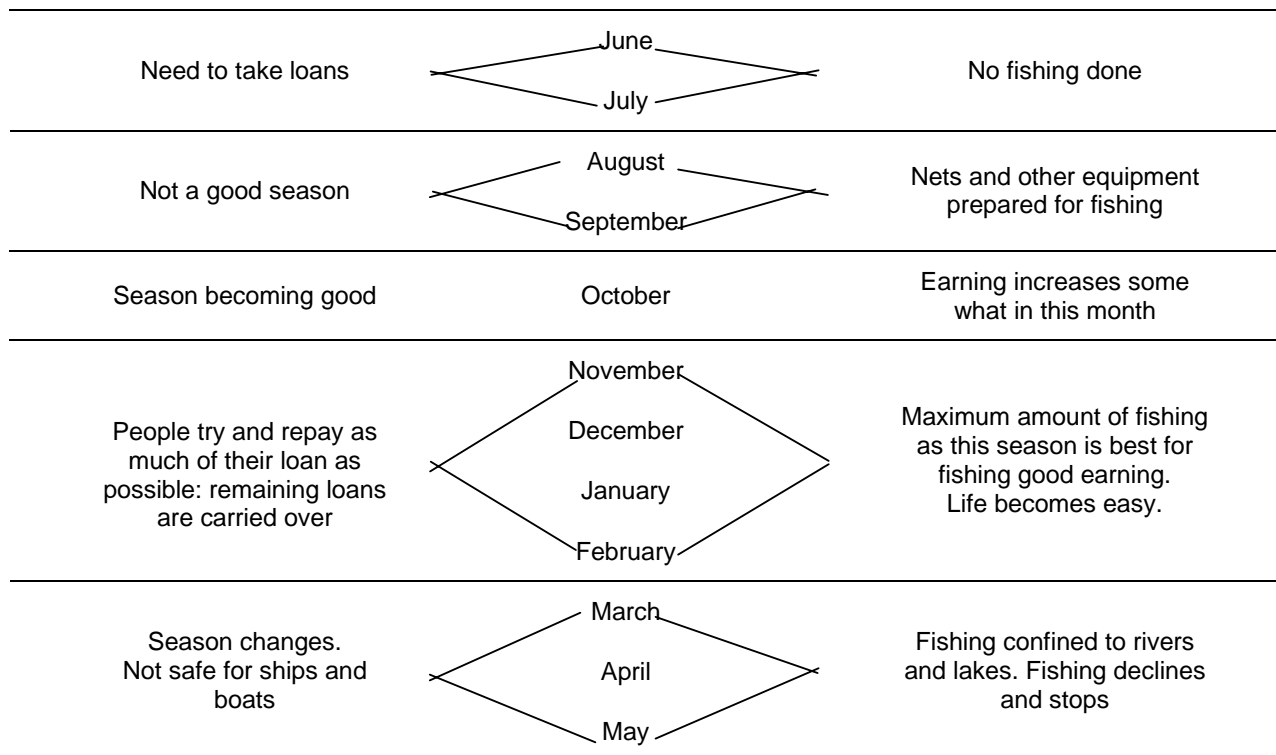 Need to take loans
June
July
No fishing done
Not a good season
August
September
Nets and other equipment
prepared for fishing
Season becoming good
October
Earning increases some
what in this month
People try and repay as
much of their loan as
possible: remaining loans
are carried over
November
December
January
February
Maximum amount of fishing
as this season is best for
fishing good earning.
Life becomes easy.
Season changes.
Not safe for ships and
boats
March
April
May
Fishing confined to rivers
and lakes. Fishing declines
and stops